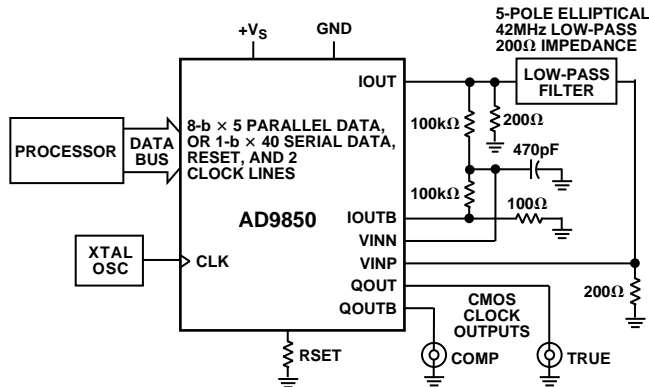 5-POLE ELLIPTICAL
42MHz LOW-PASS
200Ω IMPEDANCE
+VS
GND
IOUT
LOW-PASS
FILTER
100kΩ
200Ω
470pF
PROCESSOR
DATA
BUS
8-b × 5 PARALLEL DATA,
OR 1-b × 40 SERIAL DATA,
RESET, AND 2
CLOCK LINES
100kΩ
100Ω
AD9850
IOUTB
VINN
VINP
XTAL
OSC
CLK
QOUT
QOUTB
CMOS
CLOCK
OUTPUTS
200Ω
RSET
COMP
TRUE